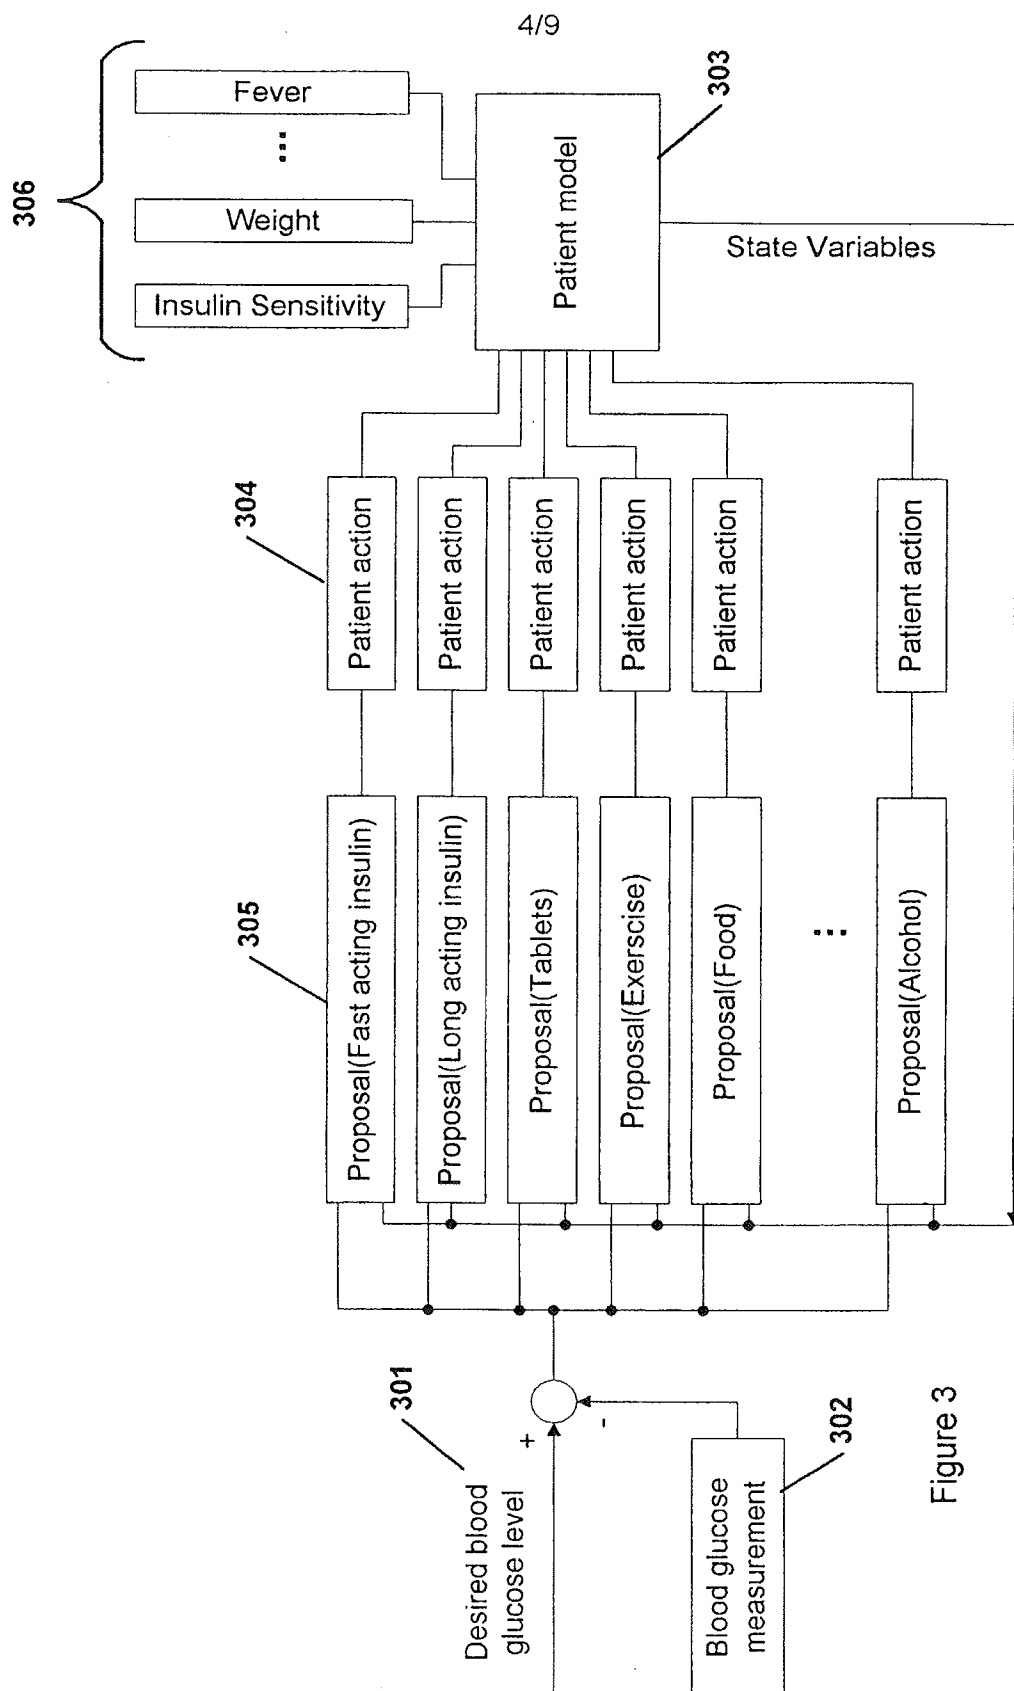 4/9
306
Fever
...
Weight
Insulin Sensitivity
303
Patient model
State Variables
304
Patient action
Patient action
Patient action
Patient action
Patient action
Patient action
305
Proposal(Fast acting insulin)
Proposal(Long acting insulin)
Proposal(Tablets)
Proposal(Exerscise)
Proposal(Food)
...
Proposal(Alcohol)
301
Desired blood
glucose level
+
-
302
Blood glucose
measurement
Figure 3